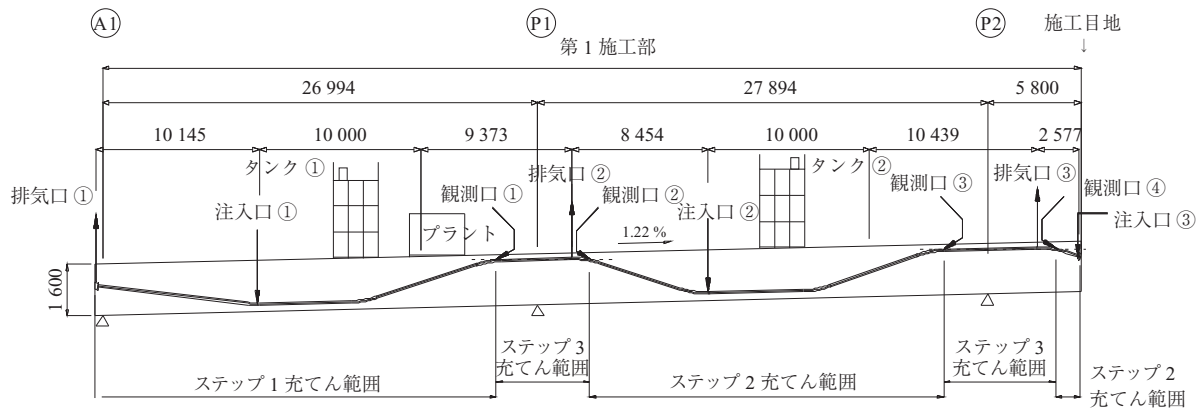 A1
P1
P2
施工目地
↓
第 1 施工部
26 994
27 894
5 800
10 145
10 000
9 373
8 454
10 000
10 439
2 577
タンク ①
排気口 ②
タンク ②
排気口 ③
排気口 ①
観測口 ①
観測口 ②
観測口 ③
観測口 ④
注入口 ①
注入口 ②
注入口 ③
プラント
1.22 %
1 600
ステップ 3
充てん範囲
ステップ 3
充てん範囲
ステップ 1 充てん範囲
ステップ 2 充てん範囲
ステップ 2
充てん範囲